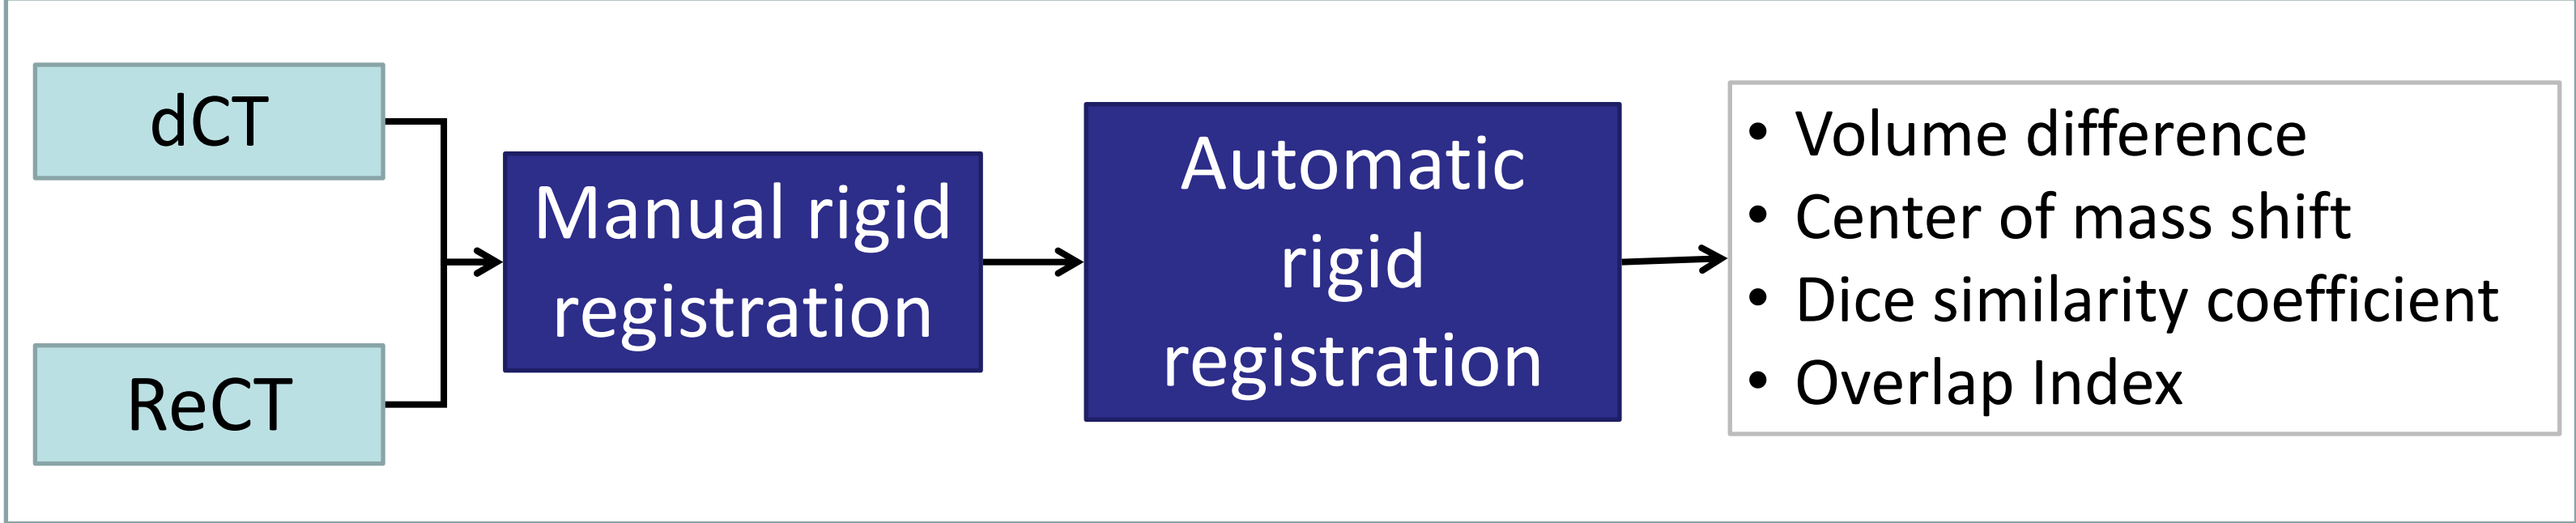 dCT
ReCT
Manual rigid
registration
Automatic
rigid
registration
• Volume difference
• Center of mass shift
• Dice similarity coefficient
• Overlap Index